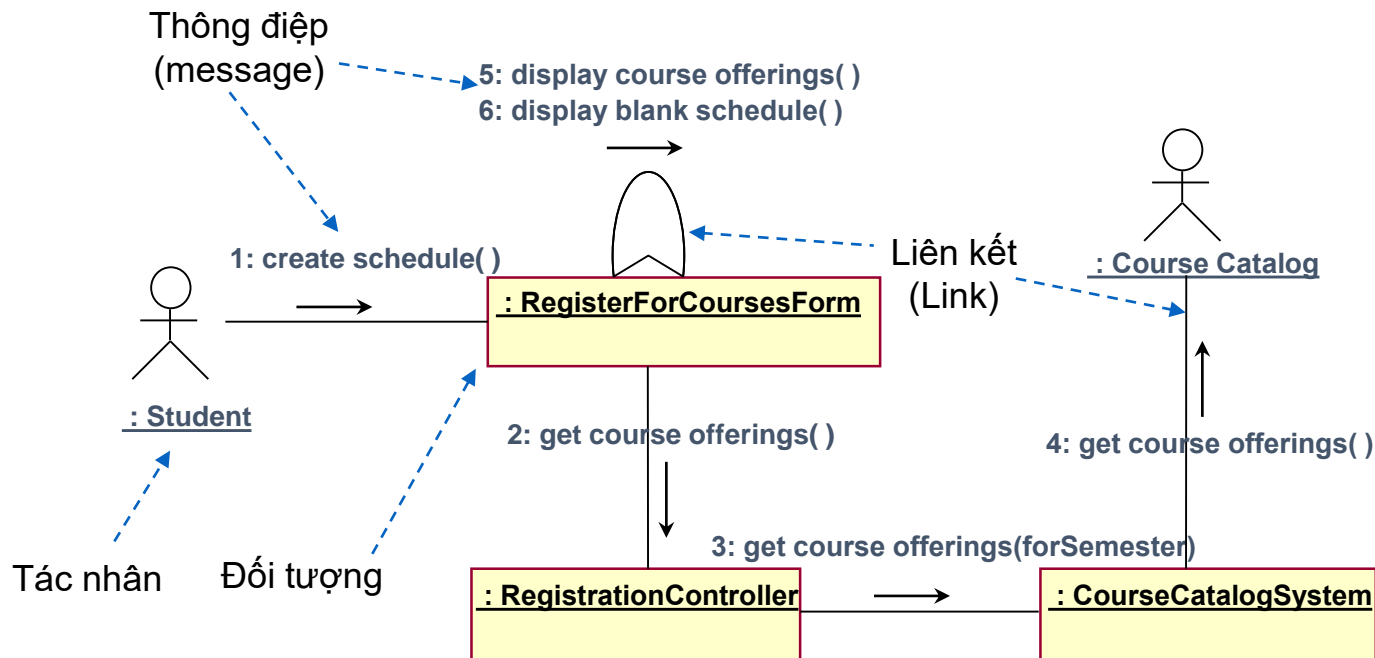 Thông điệp
(message)
5: display course offerings( )
6: display blank schedule( )
1: create schedule( )
Liên kết
(Link)
: Course Catalog
: RegisterForCoursesForm
: Student
2: get course offerings( )
4: get course offerings( )
Tác nhân
Đối tượng
3: get course offerings(forSemester)
: RegistrationController
: CourseCatalogSystem